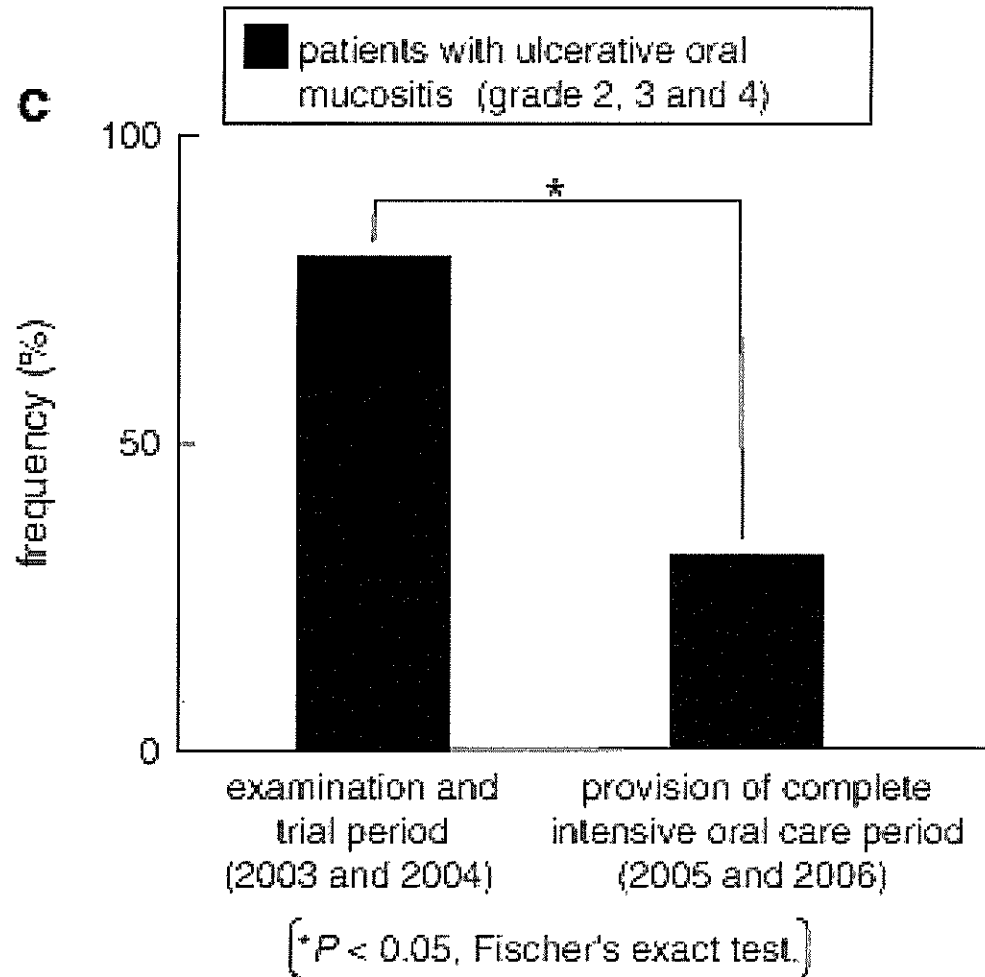 patients with ulcerative oral
mucositis (grade 2, 3 and 4)
C
100
*
frequency (%)
50
0
examination and
trial period
(2003 and 2004)
provision of complete
intensive oral care period
(2005 and 2006)
[*P < 0.05, Fischer's exact test.]